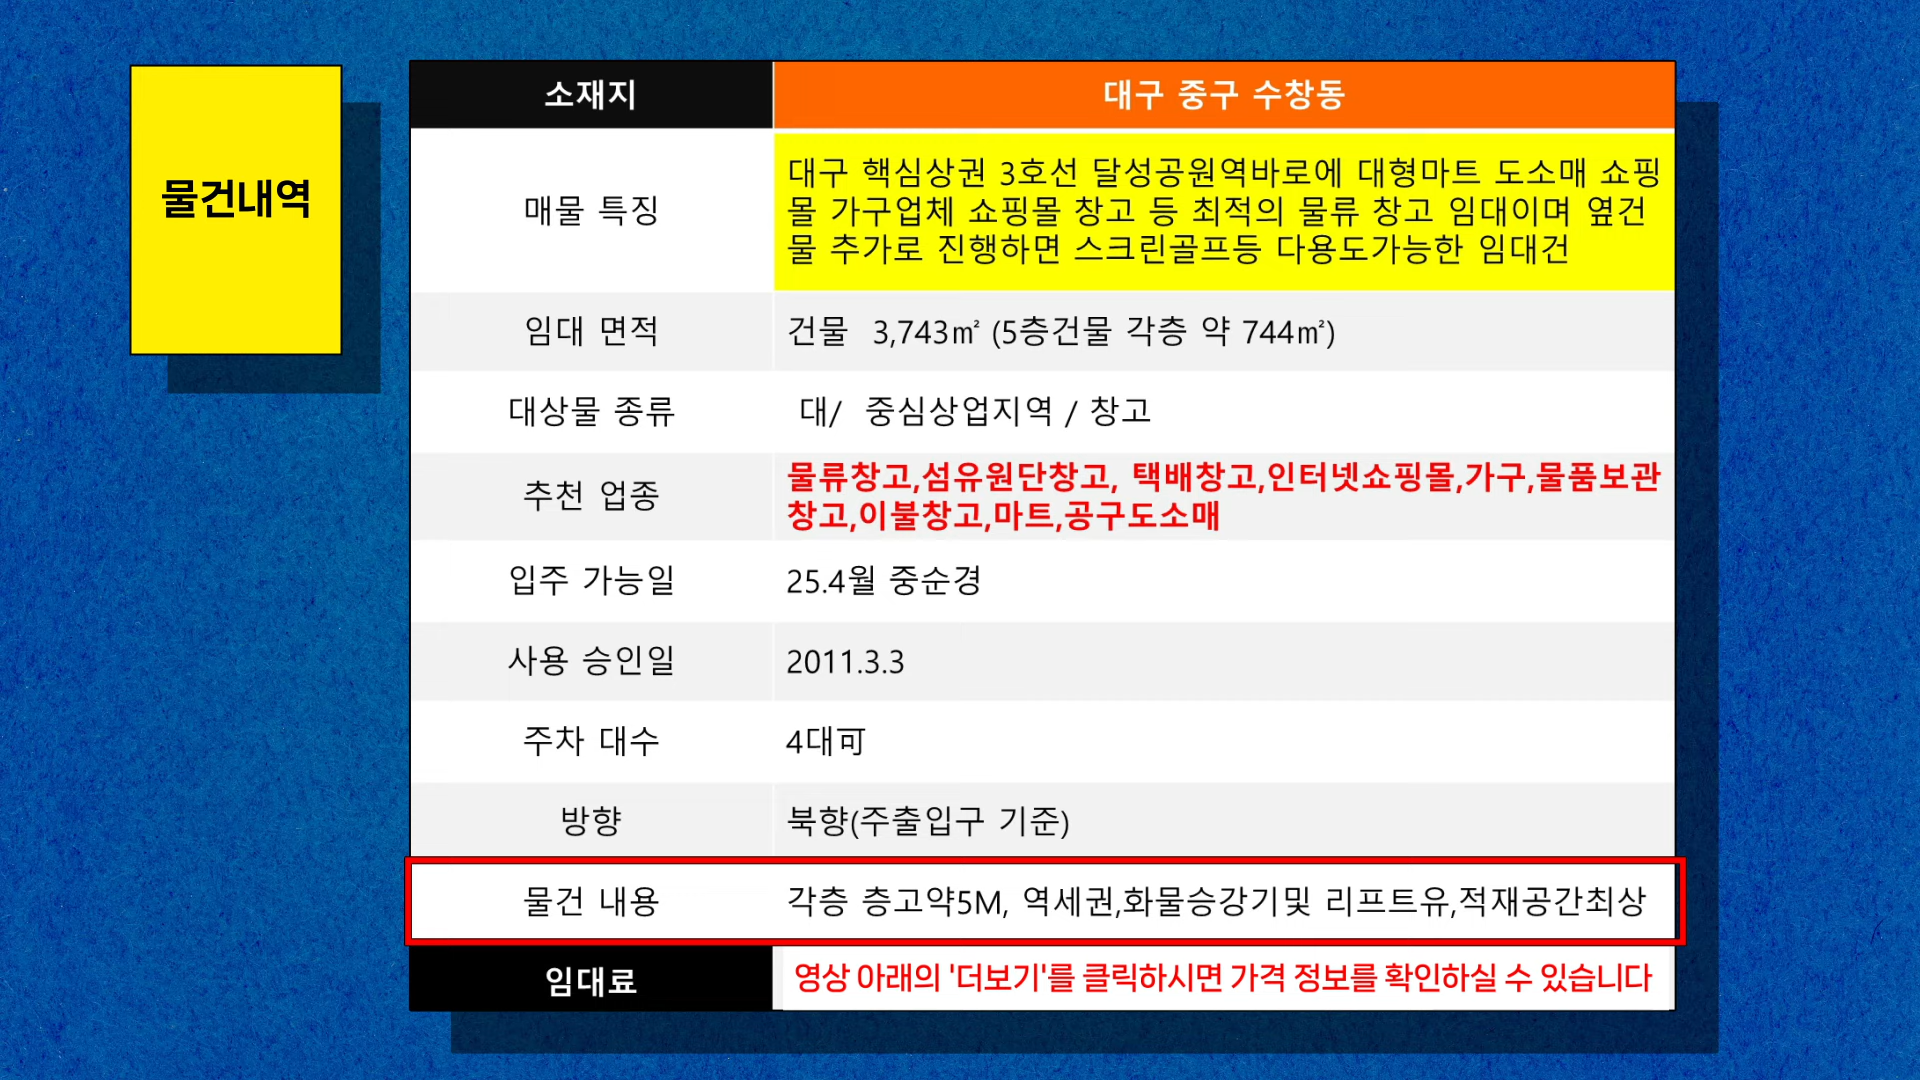 물건내역
소재지 대구 중구 수창동
매물 특징
대구 핵심상권 3호선 달성공원역바로에 대형마트 도소매 쇼핑
몰 가구업체 쇼핑몰 창고 등 최적의 물류 창고 임대이며 옆건
물 추가로 진행하면 스크린골프등 다용도가능한 임대건
임대 면적 건물 3,743㎡ (5층건물 각층 약 744㎡)
대상물 종류 대/ 중심상업지역 / 창고
추천 업종
물류창고,섬유원단창고, 택배창고,인터넷쇼핑몰,가구,물품보관
창고,이불창고,마트,공구도소매
입주 가능일 25.4월 중순경
사용 승인일 2011.3.3
주차 대수 4대可
방향 북향(주출입구 기준)
물건 내용 각층 층고약5M, 역세권,화물승강기및 리프트유,적재공간최상
임대료 영상 아래의 '더보기'를 클릭하시면 가격 정보를 확인하실 수 있습니다